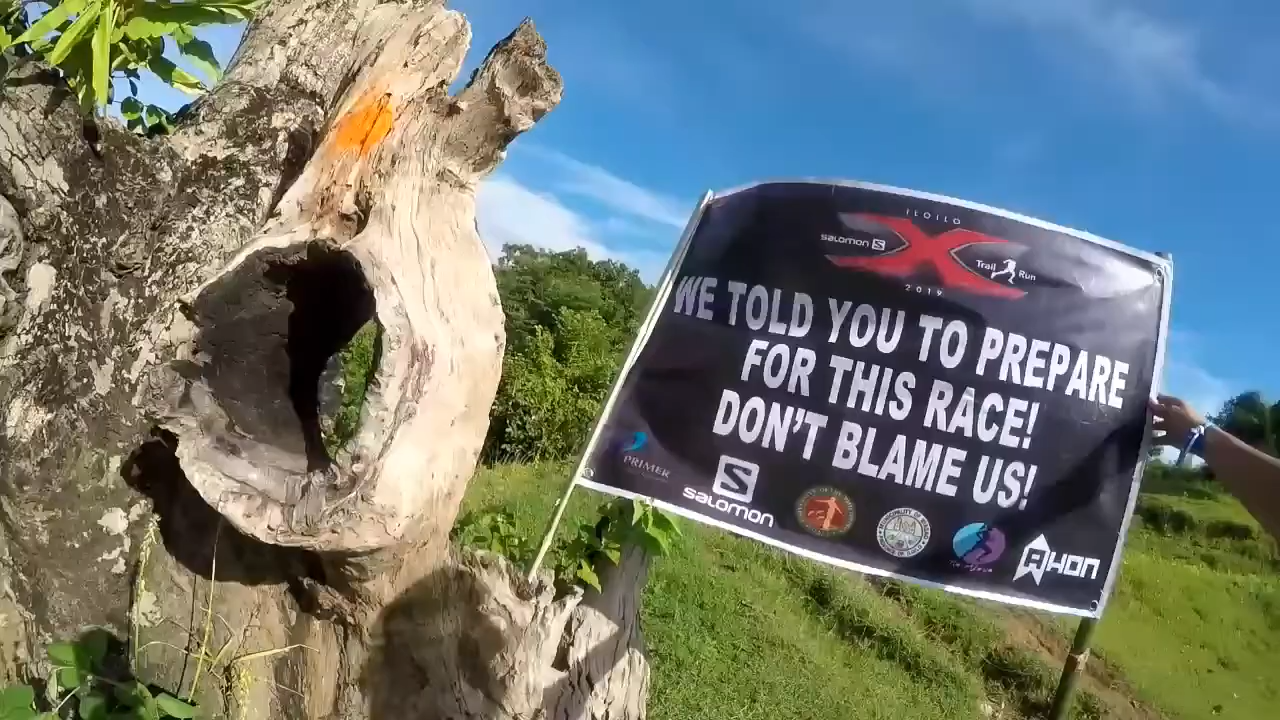 ILOILO
SALOMON S
X
Trail Run
2019
WE TOLD YOU TO PREPARE
FOR THIS RACE!
DON'T BLAME US!
PRIMER
S
SALOMON
AHON